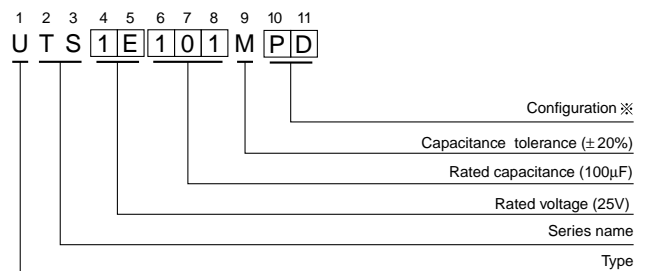 1 2 3 4 5 6 7 8 9 10 11
U T S 1 E 1 0 1 M P D
Configuration ※
Capacitance tolerance (±20%)
Rated capacitance (100µF)
Rated voltage (25V)
Series name
Type